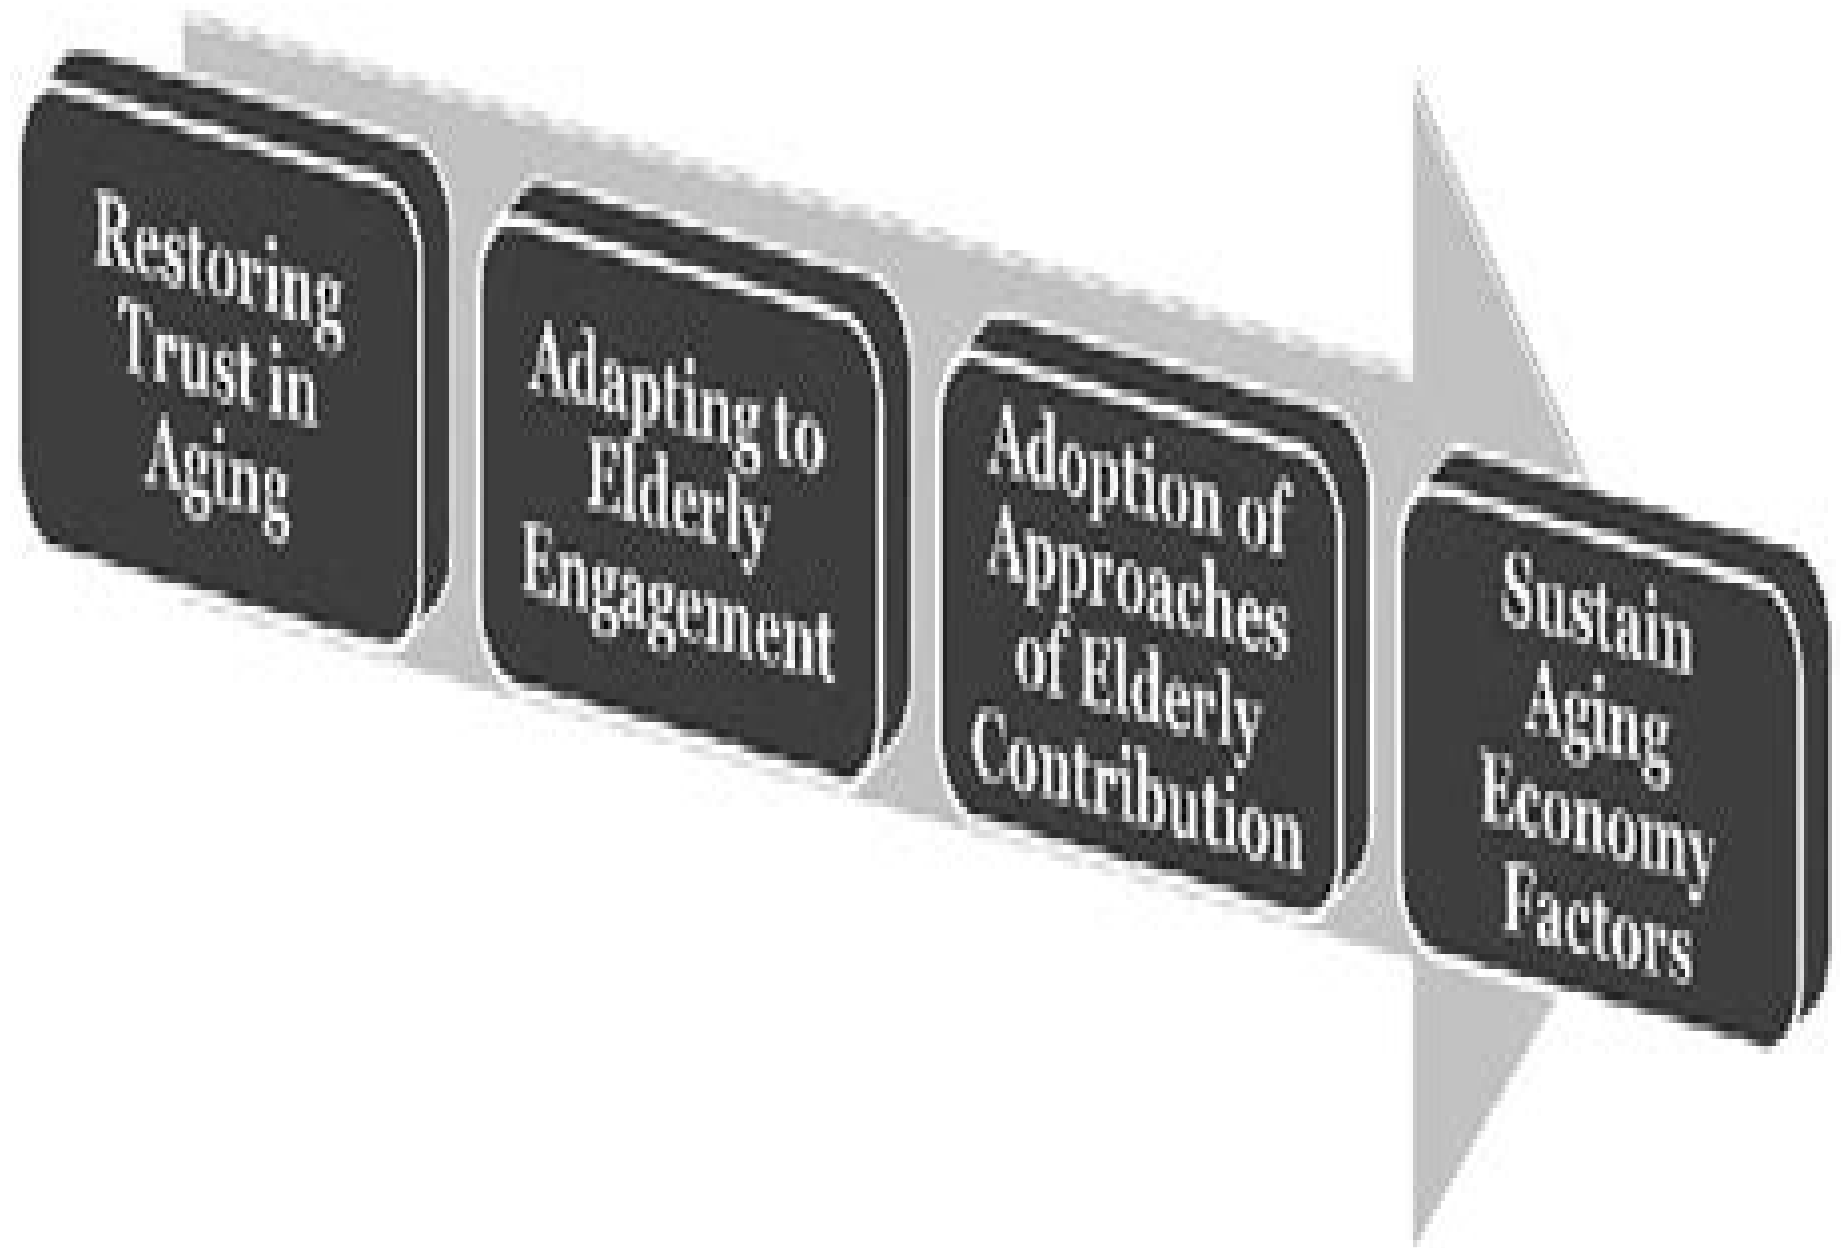 Restoring
Trust in
Aging
Adapting to
Elderly
Engagement
Adoption of
Approaches
of Elderly
Contribution
Sustain
Aging
Economy
Factors